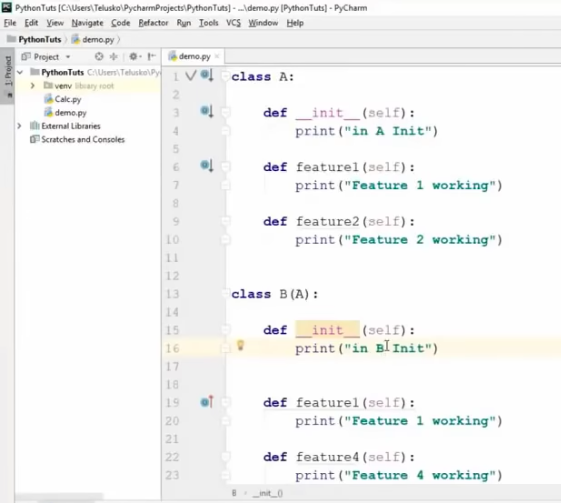 PythonTuts [C:\Users\Telusko\PycharmProjects\PythonTuts] - ...\demo.py [PythonTuts] - PyCharm
File Edit View Navigate Code Refactor Run Tools VCS Window Help
PythonTuts demo.py
1: Project
Project
demo.py
PythonTuts C:\Users\Telusko\Py
venv library root
Calc.py
demo.py
External Libraries
Scratches and Consoles
1 class A:
2
3 def __init__(self):
4 print("in A Init")
5
6 def feature1(self):
7 print("Feature 1 working")
8
9 def feature2(self):
10 print("Feature 2 working")
11
12
13 class B(A):
14
15 def __init__(self):
16 print("in B Init")
17
18
19 def feature1(self):
20 print("Feature 1 working")
21
22 def feature4(self):
23 print("Feature 4 working")
B › __init__()